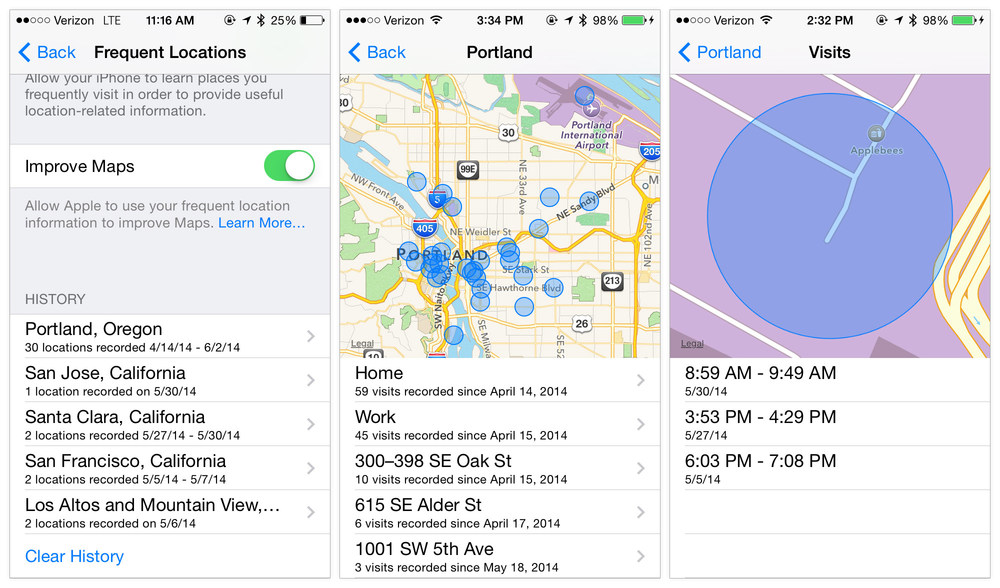 Verizon LTE 11:16 AM 25%
Back Frequent Locations
Allow your iPhone to learn places you
frequently visit in order to provide useful
location-related information.
Improve Maps
Allow Apple to use your frequent location
information to improve Maps. Learn More...
HISTORY
Portland, Oregon
30 locations recorded 4/14/14 - 6/2/14
San Jose, California
1 location recorded on 5/30/14
Santa Clara, California
2 locations recorded 5/27/14 - 5/30/14
San Francisco, California
2 locations recorded 5/5/14 - 5/7/14
Los Altos and Mountain View,...
2 locations recorded on 5/6/14
Clear History
Verizon 3:34 PM 98%
Back Portland
30
Portland
International
Airport
30
205
99E
NW Front Ave
NE 33rd Ave
5
NE Sandy Blvd
405
NE Weidler St
NE 102nd Ave
PORTLAND
SE Stark St
SE Hawthorne Blvd
213
SW Naito Pkwy
26
SE Milwa
SE 52
Legal
10
Home
59 visits recorded since April 14, 2014
Work
45 visits recorded since April 15, 2014
300–398 SE Oak St
10 visits recorded since April 15, 2014
615 SE Alder St
6 visits recorded since April 17, 2014
1001 SW 5th Ave
3 visits recorded since May 18, 2014
Verizon 2:32 PM 98%
Portland Visits
Applebees
Legal
8:59 AM - 9:49 AM
5/30/14
3:53 PM - 4:29 PM
5/27/14
6:03 PM - 7:08 PM
5/5/14